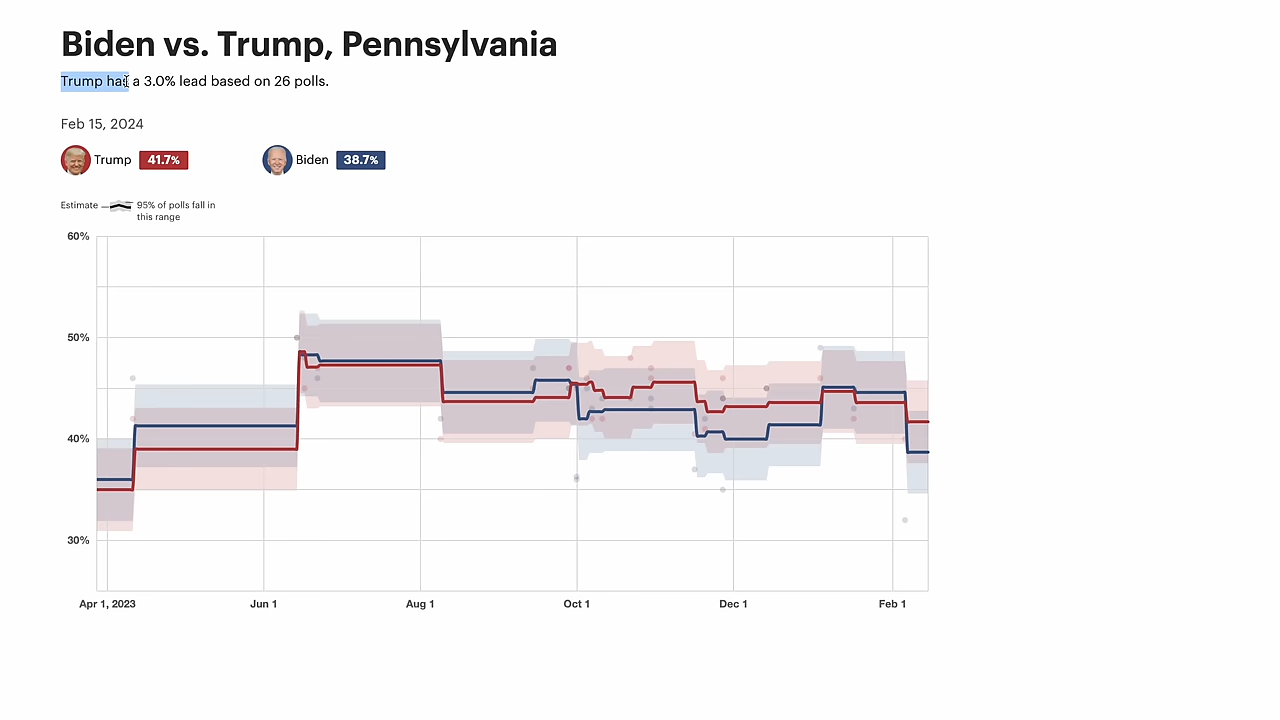 Biden vs. Trump, Pennsylvania
Trump has a 3.0% lead based on 26 polls.
Feb 15, 2024
Trump 41.7% Biden 38.7%
Estimate 95% of polls fall in
this range
60%
50%
40%
30%
Apr 1, 2023 Jun 1 Aug 1 Oct 1 Dec 1 Feb 1